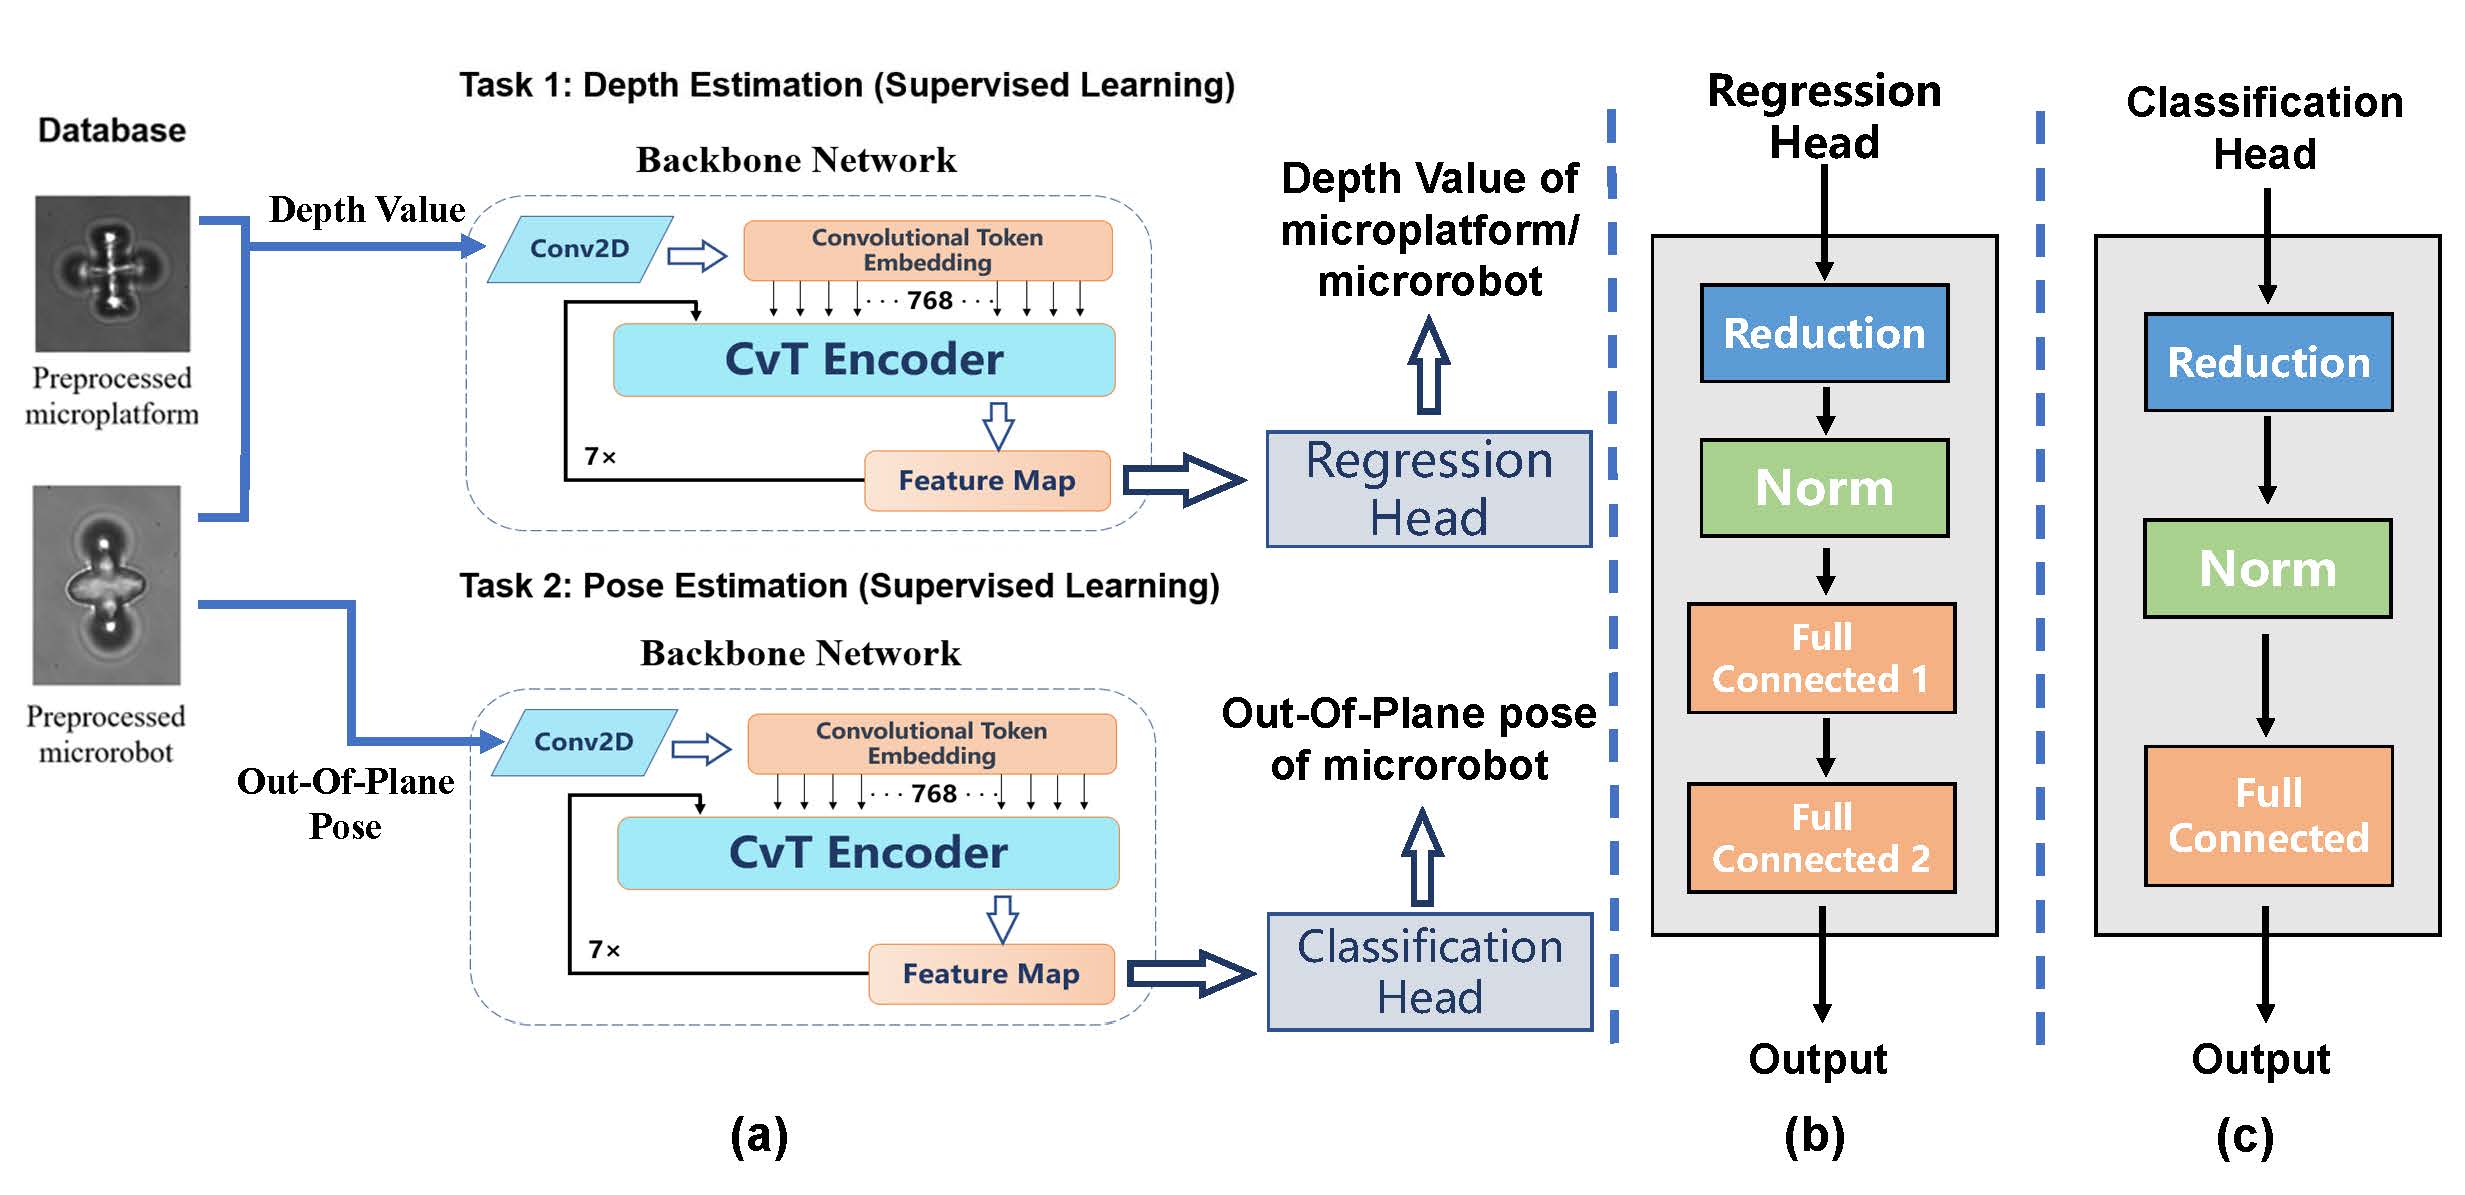 Database
Preprocessed
microplatform
Preprocessed
microrobot
Task 1: Depth Estimation (Supervised Learning)
Backbone Network
Depth Value
Conv2D
Convolutional Token
Embedding
· · · 768 · · ·
CvT Encoder
7×
Feature Map
Regression
Head
Depth Value of
microplatform/
microrobot
Task 2: Pose Estimation (Supervised Learning)
Backbone Network
Out-Of-Plane
Pose
Conv2D
Convolutional Token
Embedding
· · · 768 · · ·
CvT Encoder
7×
Feature Map
Classification
Head
Out-Of-Plane pose
of microrobot
(a)
Regression
Head
Reduction
Norm
Full
Connected 1
Full
Connected 2
Output
(b)
Classification
Head
Reduction
Norm
Full
Connected
Output
(c)